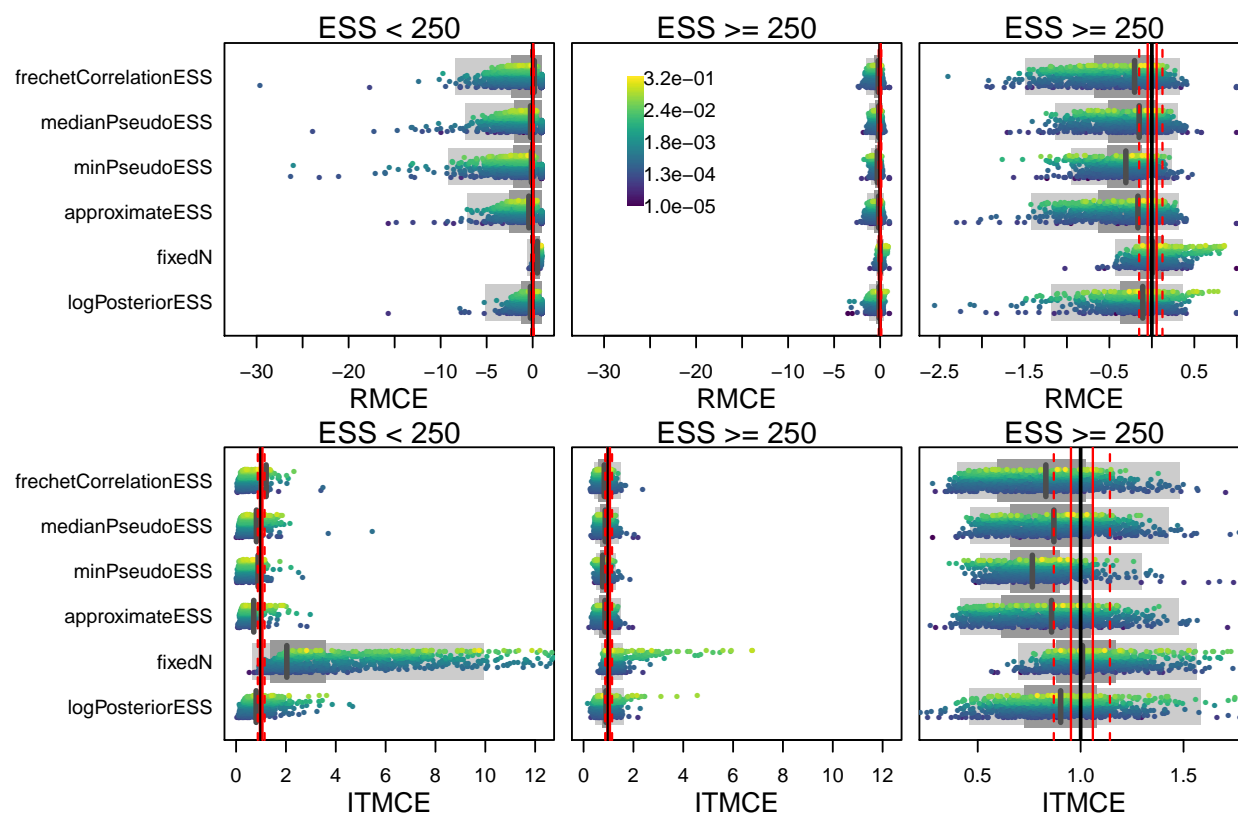 ESS < 250
ESS >= 250
ESS >= 250
frechetCorrelationESS
medianPseudoESS
minPseudoESS
approximateESS
fixedN
logPosteriorESS
3.2e−01
2.4e−02
1.8e−03
1.3e−04
1.0e−05
−30 −20 −10 −5 0
−30 −20 −10 −5 0
−2.5 −1.5 −0.5 0.5
RMCE
RMCE
RMCE
ESS < 250
ESS >= 250
ESS >= 250
frechetCorrelationESS
medianPseudoESS
minPseudoESS
approximateESS
fixedN
logPosteriorESS
0 2 4 6 8 10 12
0 2 4 6 8 10 12
0.5 1.0 1.5
ITMCE
ITMCE
ITMCE